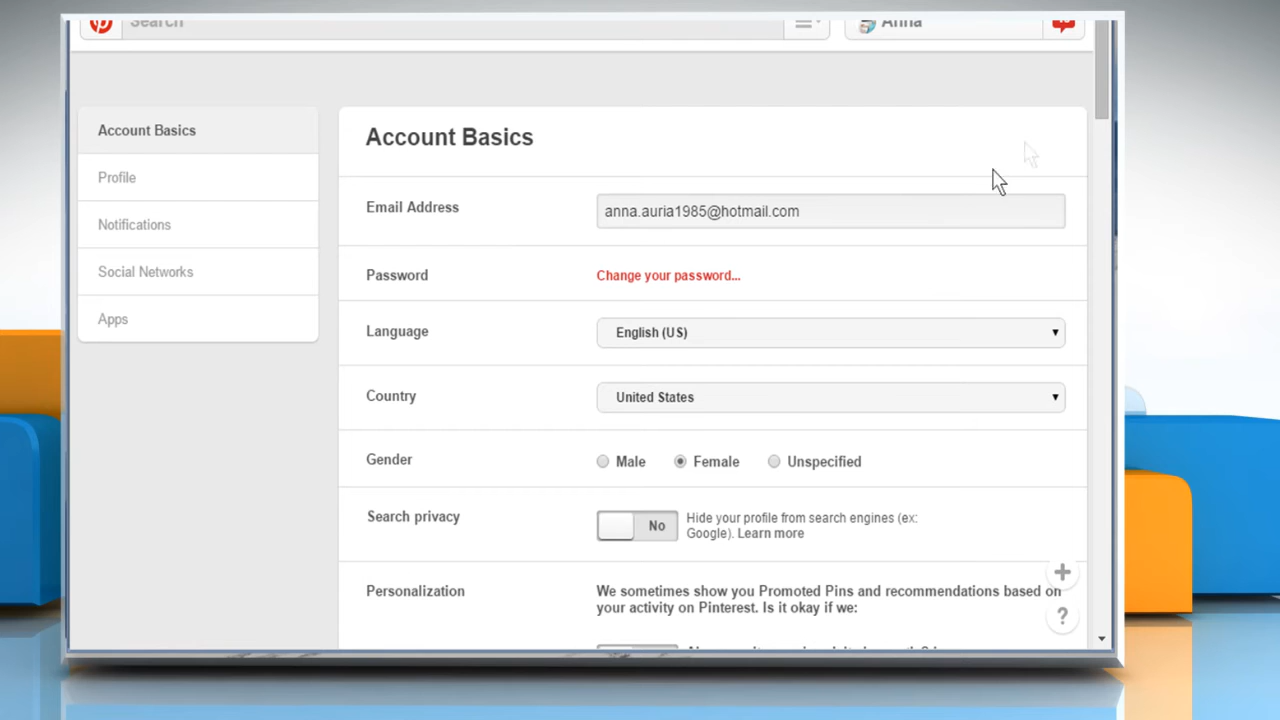 Search
Anna
Account Basics
Profile
Notifications
Social Networks
Apps
Account Basics
Email Address
anna.auria1985@hotmail.com
Password
Change your password...
Language
English (US)
Country
United States
Gender
Male
Female
Unspecified
Search privacy
No
Hide your profile from search engines (ex:
Google). Learn more
Personalization
We sometimes show you Promoted Pins and recommendations based on
your activity on Pinterest. Is it okay if we:
+
?